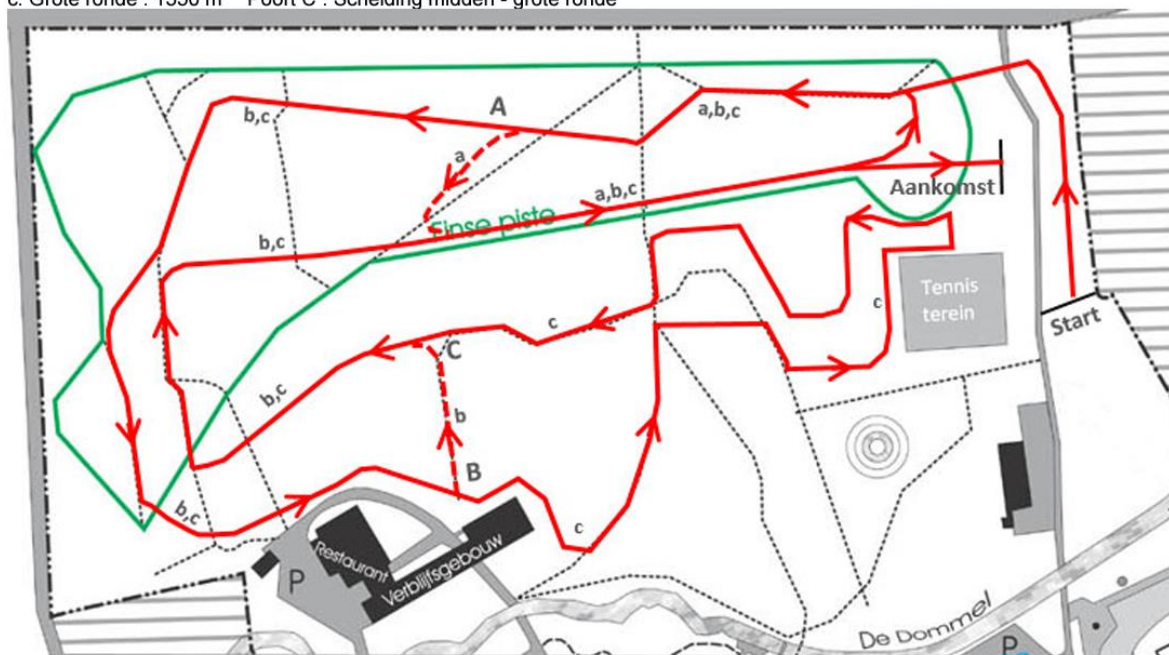 c. Grote ronde : 1550 m Poort C : Scheiding midden - grote ronde
A
b,c
a,b,c
a
a,b,c
Aankomst
Finse piste
b,c
Tennis
terein
c
Start
c
C
b,c
b
B
b,c
c
Restaurant
Verblijfsgebouw
P
De Dommel
P